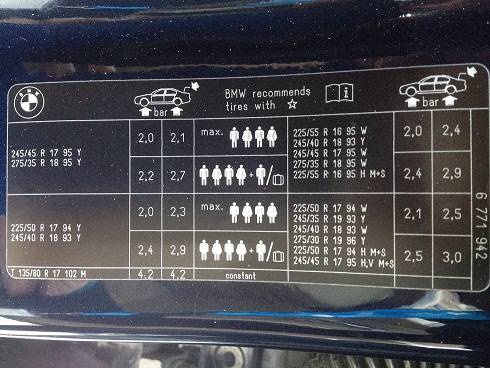 BMW
bar
BMW recommends
tires with ☆
i
bar
245/45 R 17 95 Y
275/35 R 18 95 Y
2,0 2,1
max.
2,2 2,7
+ /
225/55 R 16 95 W
245/40 R 18 93 Y
245/45 R 17 95 W
275/35 R 18 95 W
225/55 R 16 95 H M+S
2,0 2,4
2,4 2,9
225/50 R 17 94 Y
245/40 R 18 93 Y
2,0 2,3
max.
2,4 2,9
+ /
225/50 R 17 94 W
245/35 R 19 93 Y
245/40 R 18 93 W
275/30 R 19 96 Y
225/50 R 17 94 H M+S
245/45 R 17 95 H,V M+S
2,1 2,5
2,5 3,0
T 135/80 R 17 102 M
4.2 4.2
constant
6 771 942